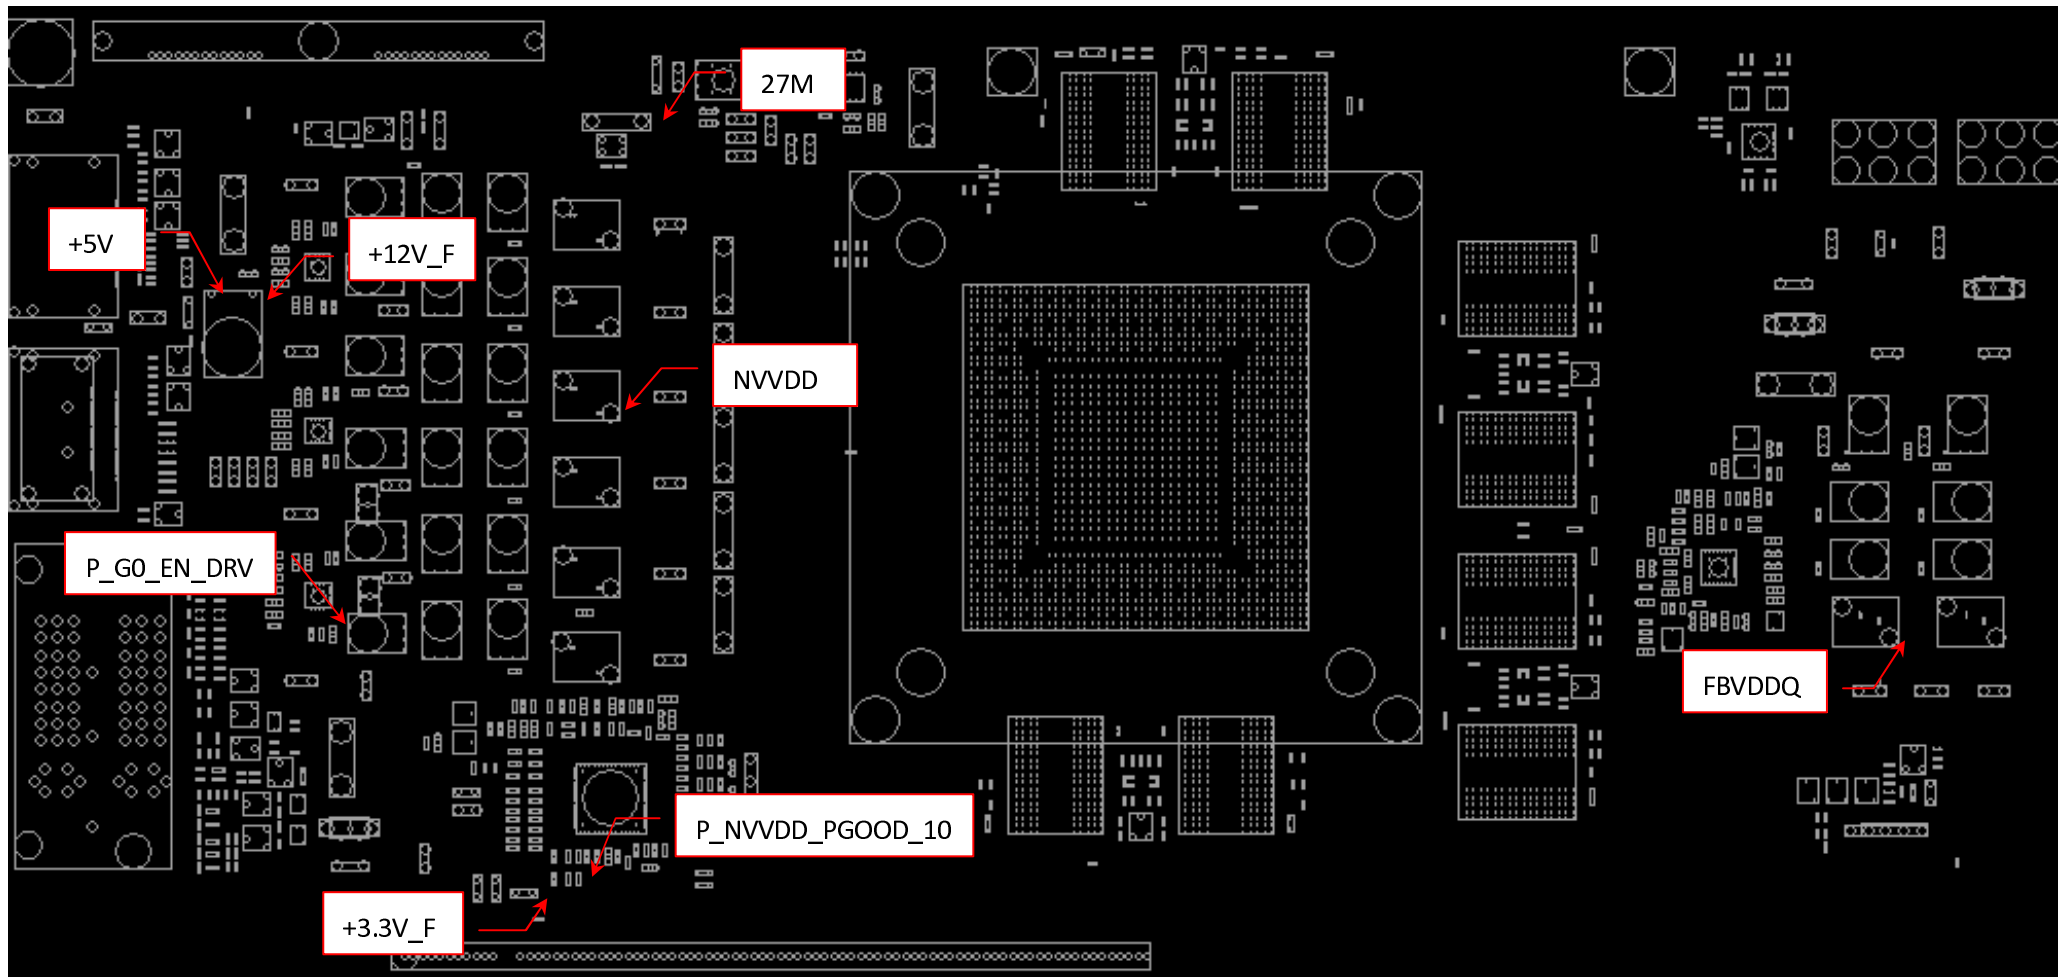 27M
+5V
+12V_F
NVVDD
P_G0_EN_DRV
FBVDDQ
P_NVVDD_PGOOD_10
+3.3V_F